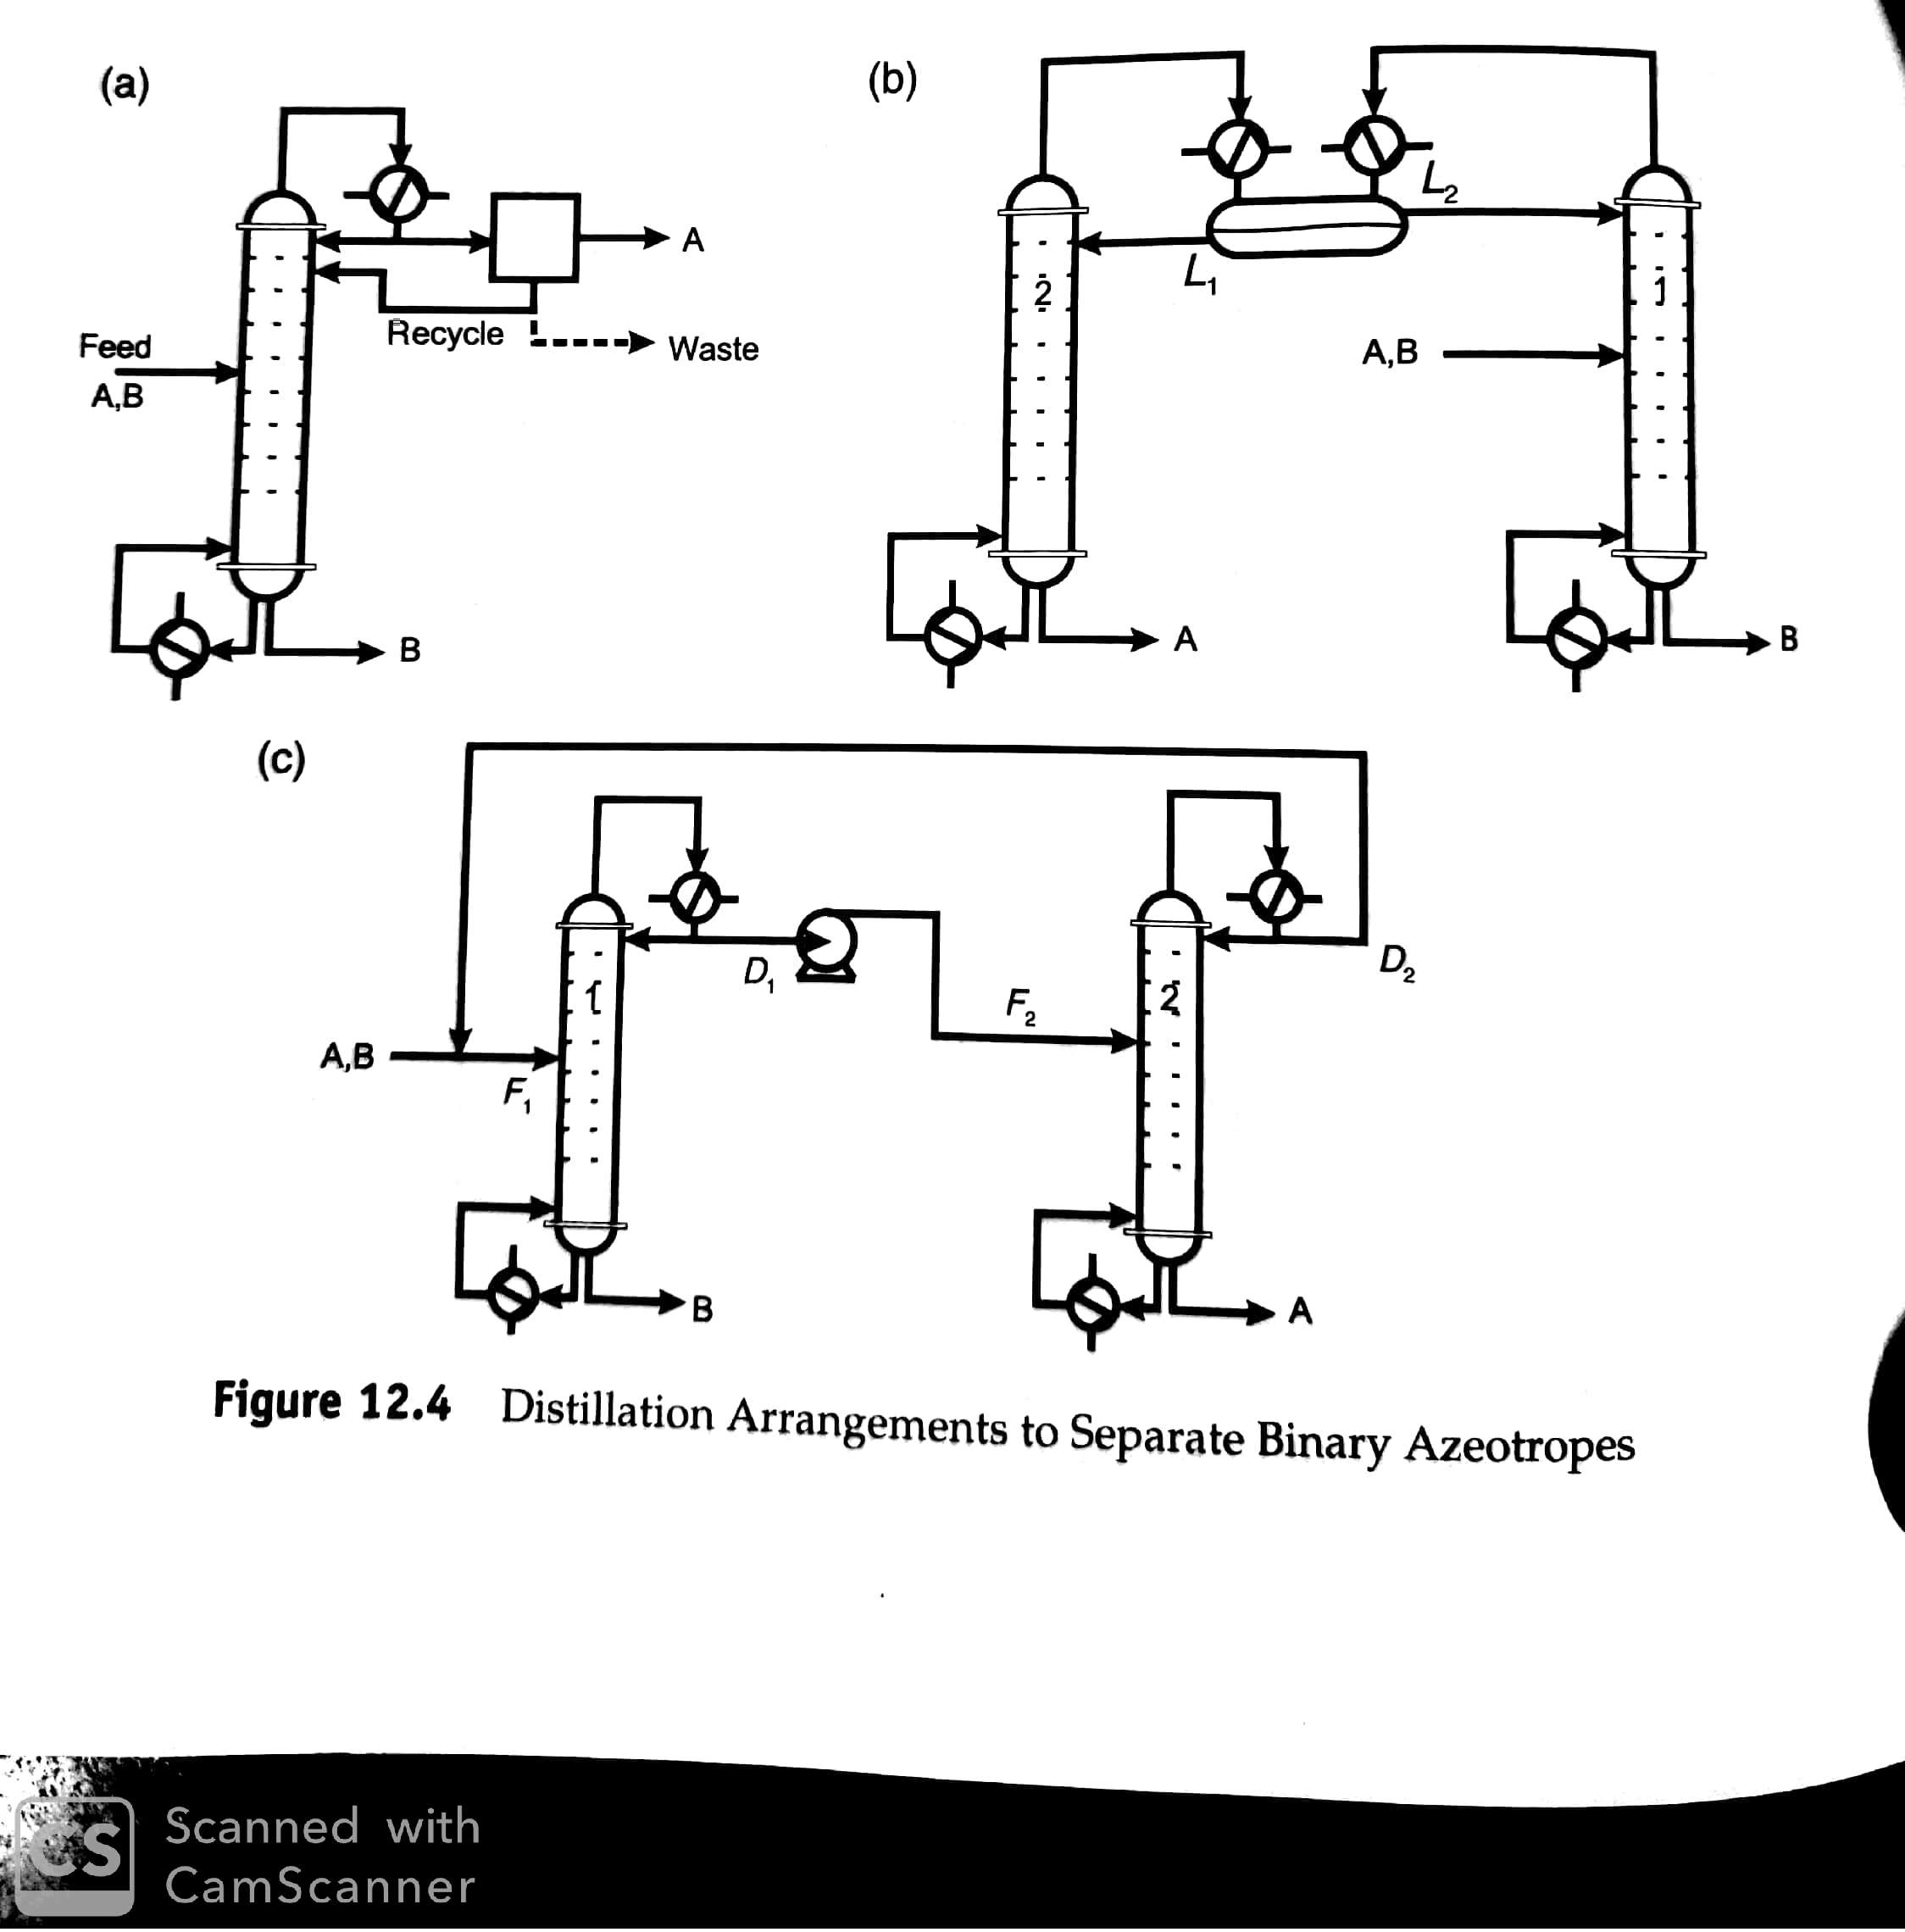 (a)
A
Feed
A,B
Recycle
Waste
B
(b)
L2
L1
2
1
A,B
A
B
(c)
D1
D2
1
F2
2
A,B
F1
B
A
Figure 12.4 Distillation Arrangements to Separate Binary Azeotropes
CS
Scanned with
CamScanner